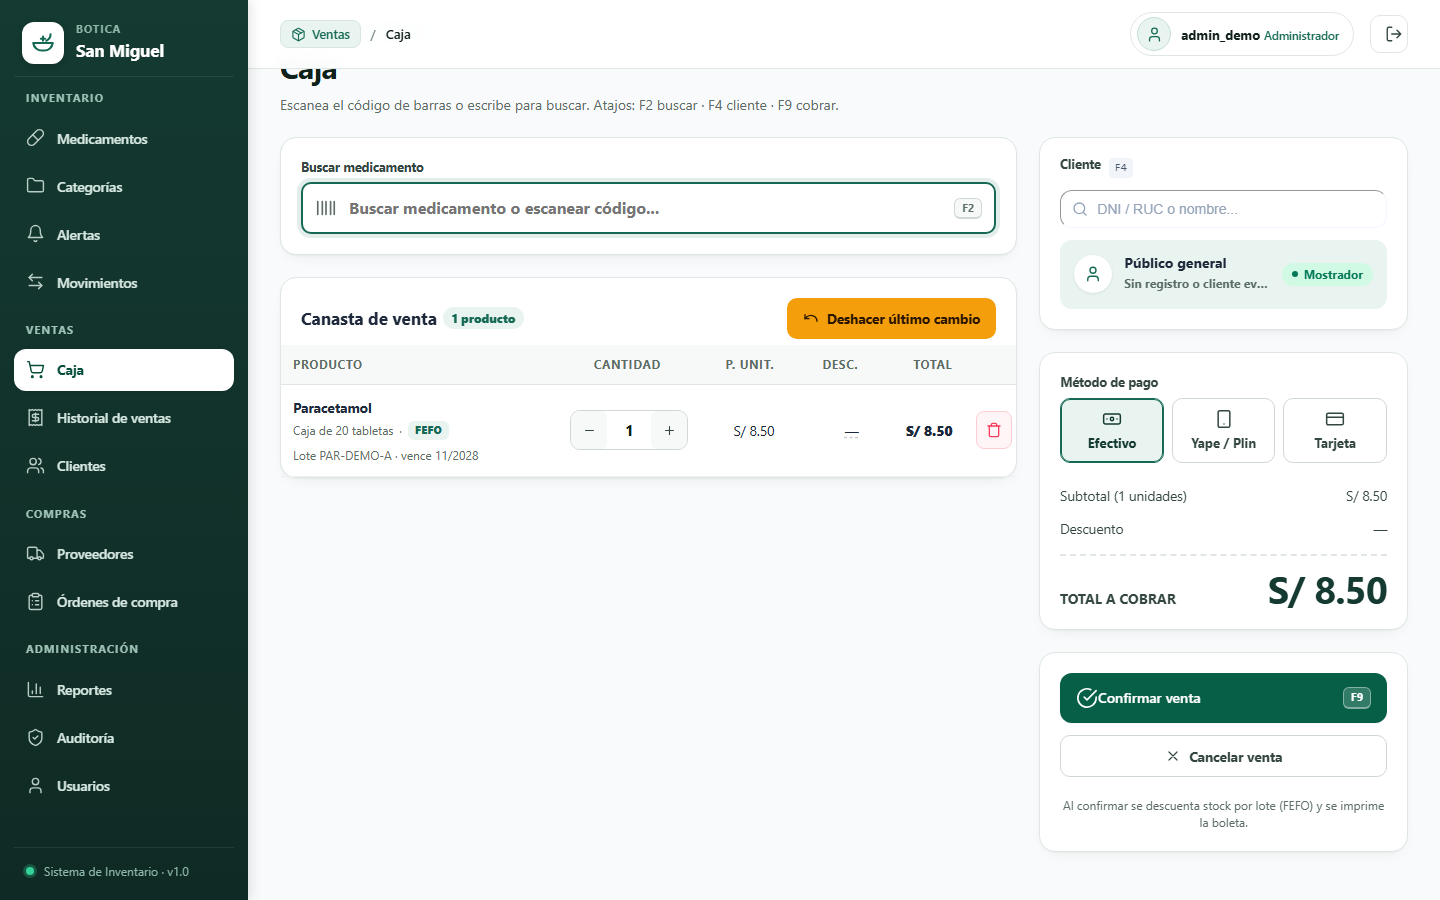 BOTICA
San Miguel
INVENTARIO
Medicamentos
Categorías
Alertas
Movimientos
VENTAS
Caja
Historial de ventas
Clientes
COMPRAS
Proveedores
Órdenes de compra
ADMINISTRACIÓN
Reportes
Auditoría
Usuarios
Sistema de Inventario · v1.0
Ventas / Caja
admin_demo Administrador
Caja
Escanea el código de barras o escribe para buscar. Atajos: F2 buscar · F4 cliente · F9 cobrar.
Buscar medicamento
Buscar medicamento o escanear código... F2
Canasta de venta 1 producto
Deshacer último cambio
PRODUCTO CANTIDAD P. UNIT. DESC. TOTAL
Paracetamol
Caja de 20 tabletas · FEFO
Lote PAR-DEMO-A · vence 11/2028
− 1 + S/ 8.50 — S/ 8.50
Cliente F4
DNI / RUC o nombre...
Público general
Sin registro o cliente ev...
Mostrador
Método de pago
Efectivo
Yape / Plin
Tarjeta
Subtotal (1 unidades) S/ 8.50
Descuento —
TOTAL A COBRAR S/ 8.50
Confirmar venta F9
Cancelar venta
Al confirmar se descuenta stock por lote (FEFO) y se imprime
la boleta.